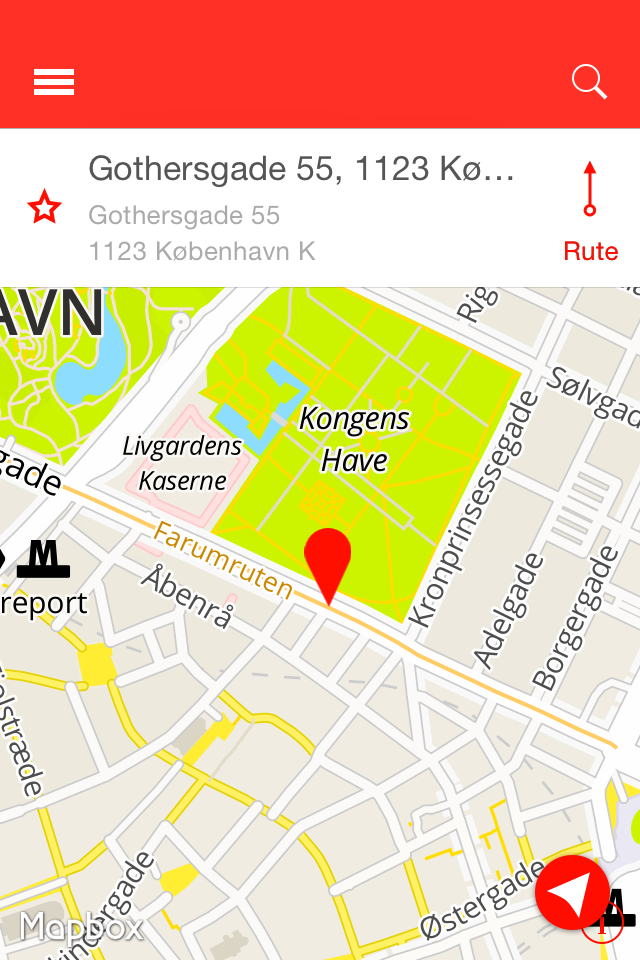 Gothersgade 55, 1123 Kø...
Gothersgade 55
1123 København K
Rute
AVN
Rig
Sølvgad
Kongens
Have
Livgardens
Kaserne
gade
Kronprinsessegade
Farumruten
M
report
Åbenrå
Adelgade
Borgergade
Østergade
Mapbox